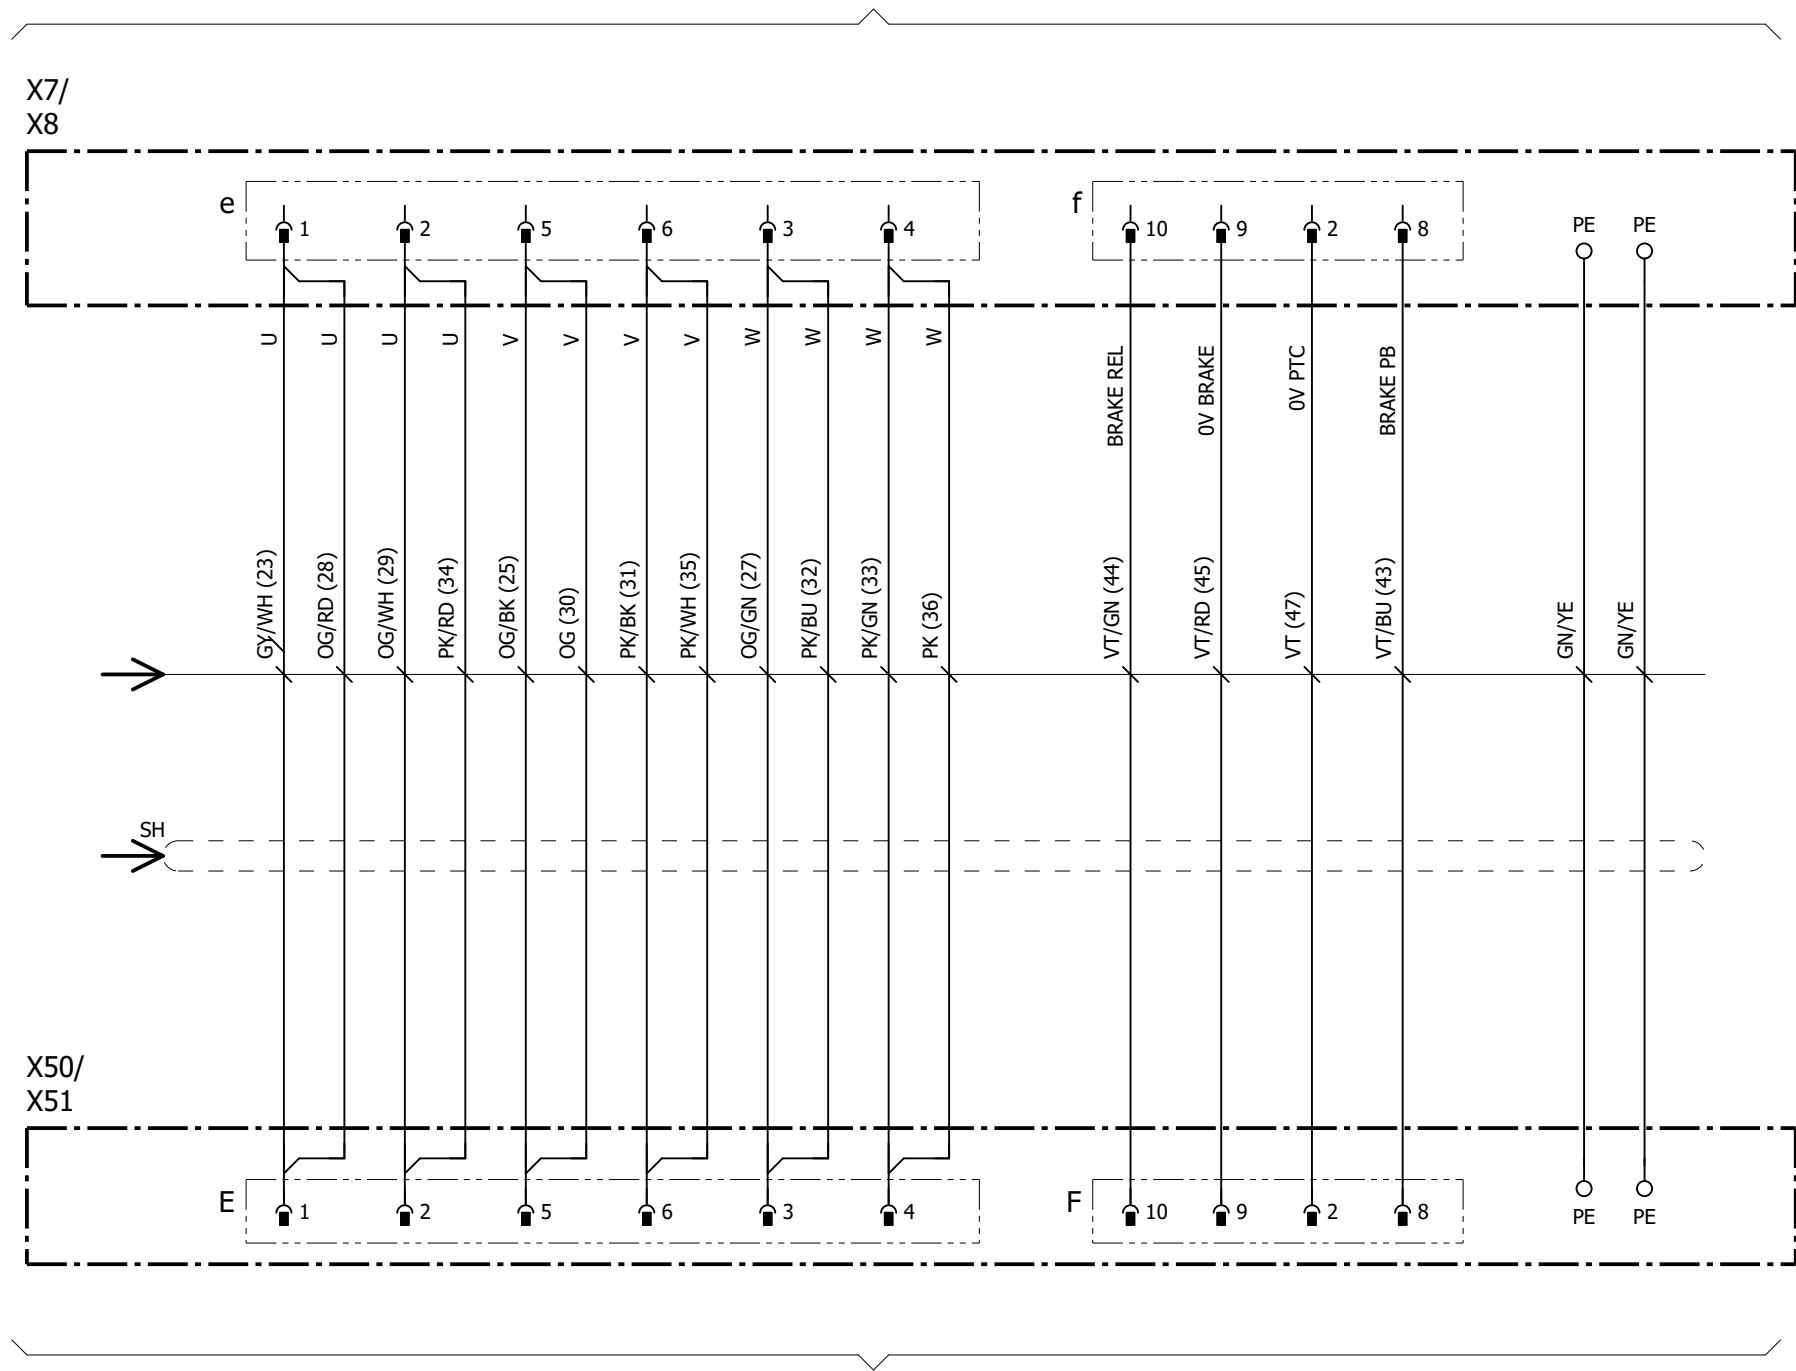 X7/
X8
e
1
2
5
6
3
4
f
10
9
2
8
PE
PE
U
U
U
U
V
V
V
V
W
W
W
W
BRAKE REL
0V BRAKE
0V PTC
BRAKE PB
GY/WH (23)
OG/RD (28)
OG/WH (29)
PK/RD (34)
OG/BK (25)
OG (30)
PK/BK (31)
PK/WH (35)
OG/GN (27)
PK/BU (32)
PK/GN (33)
PK (36)
VT/GN (44)
VT/RD (45)
VT (47)
VT/BU (43)
GN/YE
GN/YE
SH
X50/
X51
E
1
2
5
6
3
4
F
10
9
2
8
PE
PE